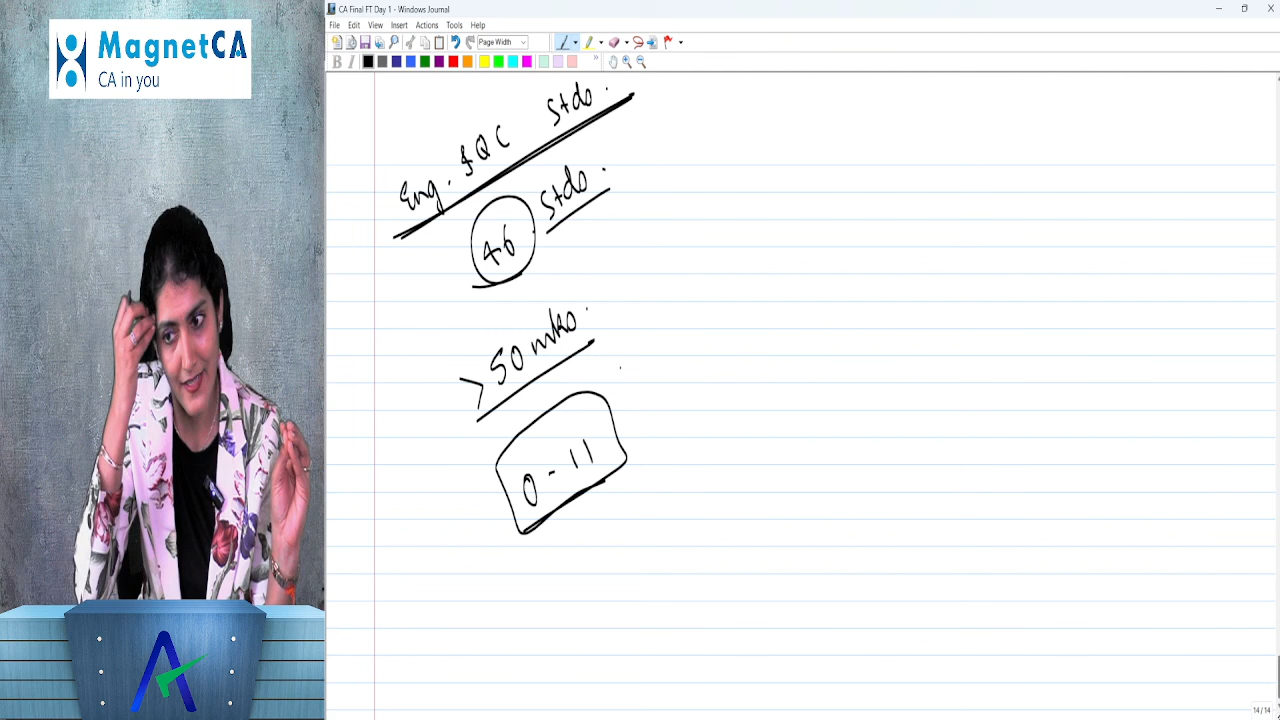 MagnetCA
CA in you
CA Final FT Day 1 - Windows Journal
File Edit View Insert Actions Tools Help
Page Width
B I
Eng. & QC Stds.
46 Stds.
> 50 mks.
0 - 11
14 / 14